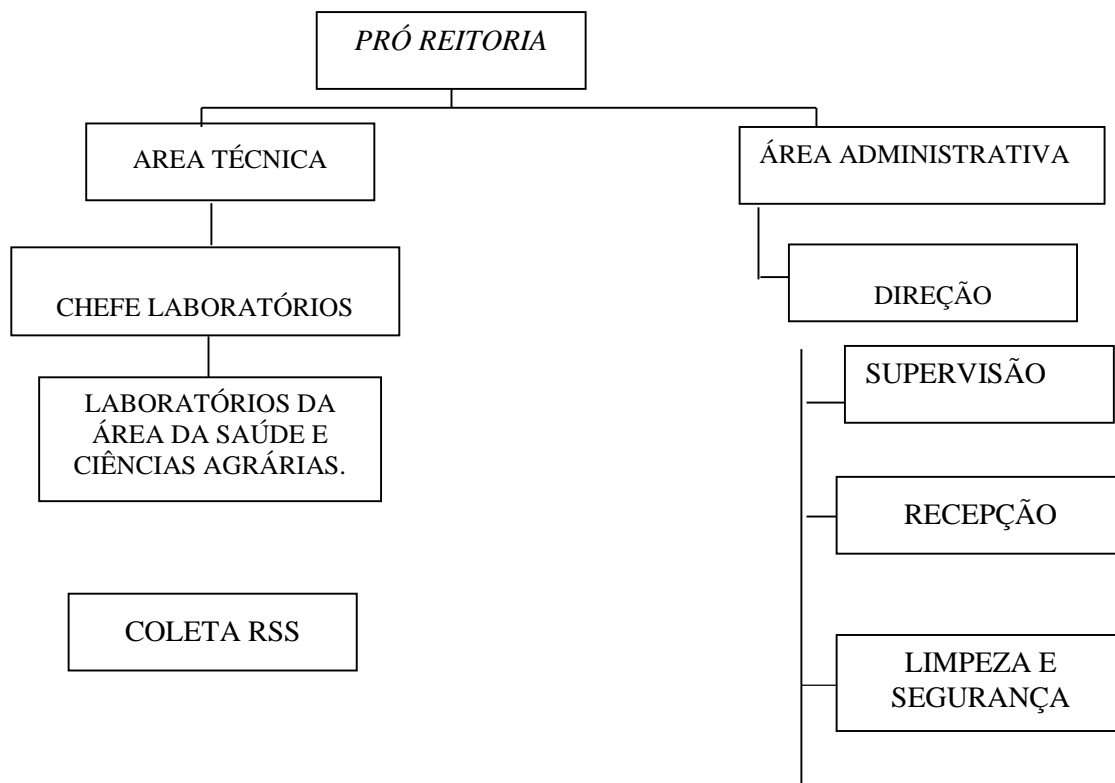 PRÓ REITORIA
AREA TÉCNICA
ÁREA ADMINISTRATIVA
CHEFE LABORATÓRIOS
DIREÇÃO
LABORATÓRIOS DA
ÁREA DA SAÚDE E
CIÊNCIAS AGRÁRIAS.
SUPERVISÃO
RECEPÇÃO
COLETA RSS
LIMPEZA E
SEGURANÇA